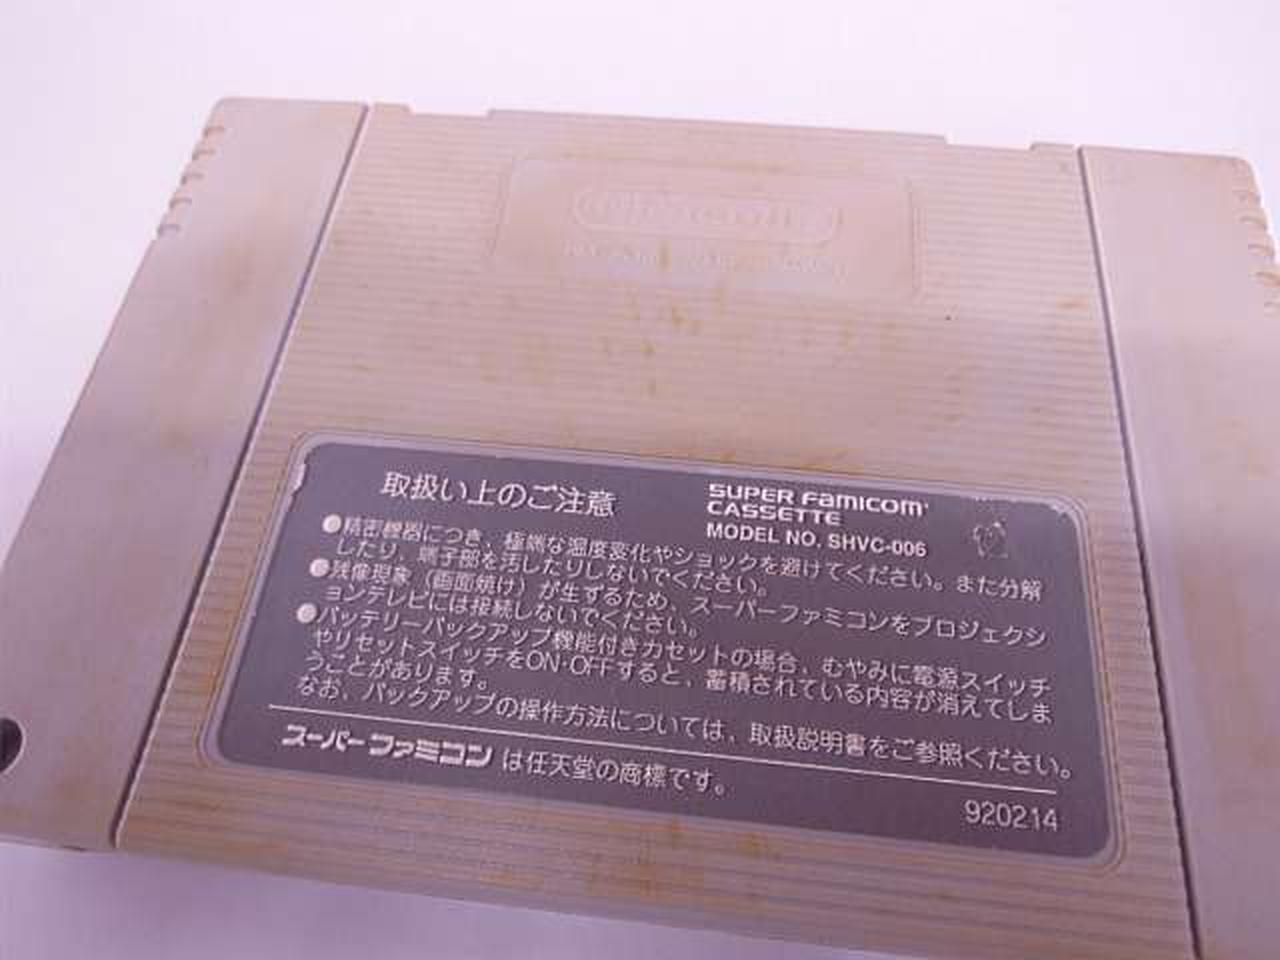 Nintendo
取扱い上のご注意
SUPER FAMICOM
CASSETTE
MODEL NO. SHVC-006
●精密機器につき、極端な温度変化やショックを避けてください。また分解
したり、端子部を汚したりしないでください。
●残像現象(画面焼け)が生ずるため、スーパーファミコンをプロジェクシ
ョンテレビには接続しないでください。
●バッテリーバックアップ機能付きカセットの場合、むやみに電源スイッチ
やリセットスイッチをON·OFFすると、蓄積されている内容が消えてしま
うことがあります。
なお、バックアップの操作方法については、取扱説明書をご参照ください。
スーパーファミコンは任天堂の商標です。
920214